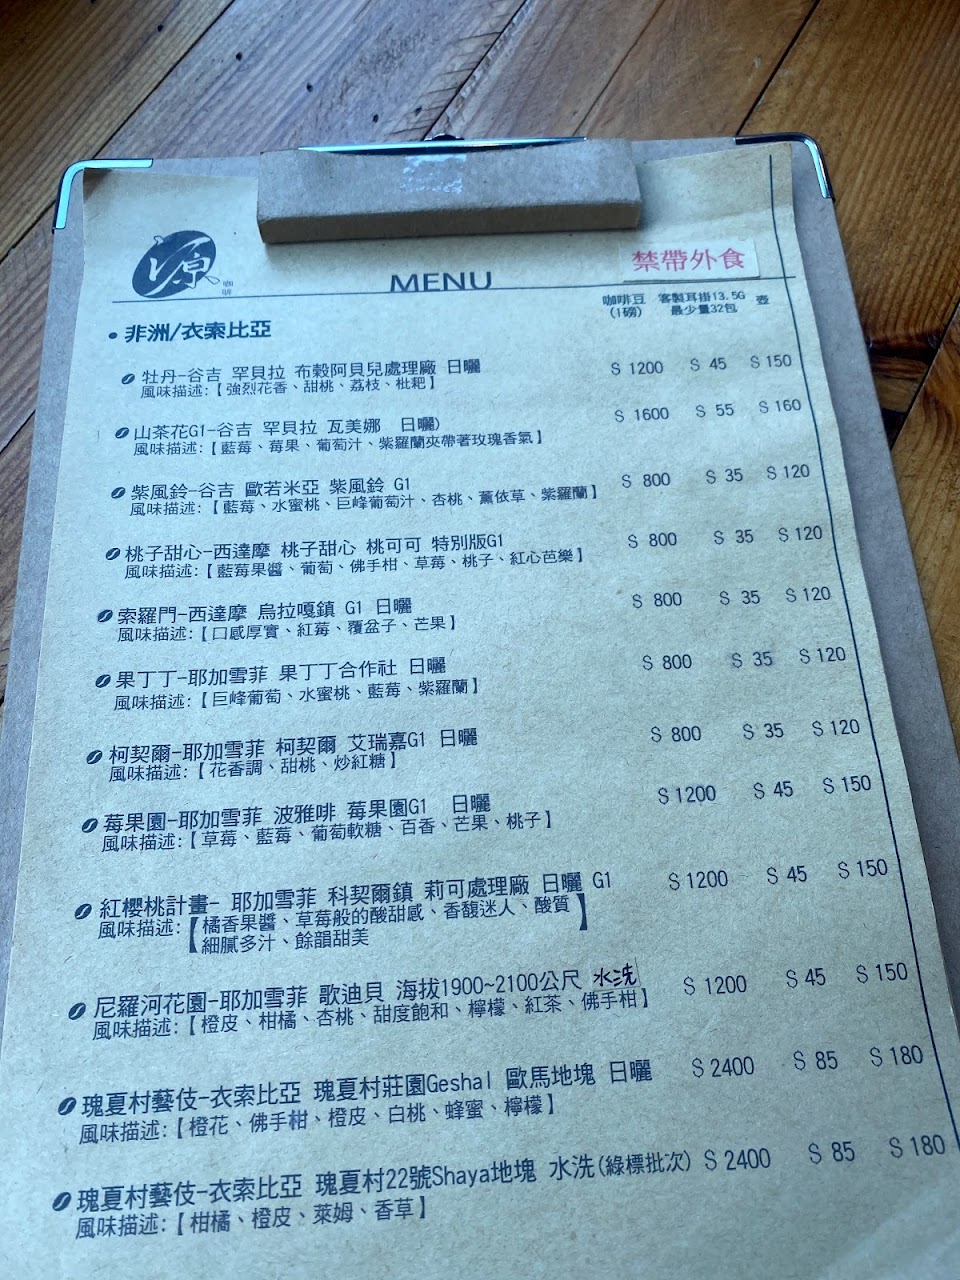 源
咖啡
MENU
禁帶外食
咖啡豆 (1磅) 客製耳掛13.5G 最少量32包 壺
• 非洲/衣索比亞
牡丹-谷吉 罕貝拉 布穀阿貝兒處理廠 日曬 $ 1200 $ 45 $ 150
風味描述:【強烈花香、甜桃、荔枝、枇杷】
山茶花G1-谷吉 罕貝拉 瓦美娜 日曬) $ 1600 $ 55 $ 160
風味描述:【藍莓、莓果、葡萄汁、紫羅蘭夾帶著玫瑰香氣】
紫風鈴-谷吉 歐若米亞 紫風鈴 G1 $ 800 $ 35 $ 120
風味描述:【藍莓、水蜜桃、巨峰葡萄汁、杏桃、薰依草、紫羅蘭】
桃子甜心-西達摩 桃子甜心 桃可可 特別版G1 $ 800 $ 35 $ 120
風味描述:【藍莓果醬、葡萄、佛手柑、草莓、桃子、紅心芭樂】
索羅門-西達摩 烏拉嘎鎮 G1 日曬 $ 800 $ 35 $ 120
風味描述:【口感厚實、紅莓、覆盆子、芒果】
果丁丁-耶加雪菲 果丁丁合作社 日曬 $ 800 $ 35 $ 120
風味描述:【巨峰葡萄、水蜜桃、藍莓、紫羅蘭】
柯契爾-耶加雪菲 柯契爾 艾瑞嘉G1 日曬 $ 800 $ 35 $ 120
風味描述:【花香調、甜桃、炒紅糖】
莓果園-耶加雪菲 波雅啡 莓果園G1 日曬 $ 1200 $ 45 $ 150
風味描述:【草莓、藍莓、葡萄軟糖、百香、芒果、桃子】
紅櫻桃計畫- 耶加雪菲 科契爾鎮 莉可處理廠 日曬 G1 $ 1200 $ 45 $ 150
風味描述:【橘香果醬、草莓般的酸甜感、香馥迷人、酸質
細膩多汁、餘韻甜美】
尼羅河花園-耶加雪菲 歌迪貝 海拔1900~2100公尺 水洗 $ 1200 $ 45 $ 150
風味描述:【橙皮、柑橘、杏桃、甜度飽和、檸檬、紅茶、佛手柑】
瑰夏村藝伎-衣索比亞 瑰夏村莊園Geshal 歐馬地塊 日曬 $ 2400 $ 85 $ 180
風味描述:【橙花、佛手柑、橙皮、白桃、蜂蜜、檸檬】
瑰夏村藝伎-衣索比亞 瑰夏村22號Shaya地塊 水洗(綠標批次) $ 2400 $ 85 $ 180
風味描述:【柑橘、橙皮、萊姆、香草】